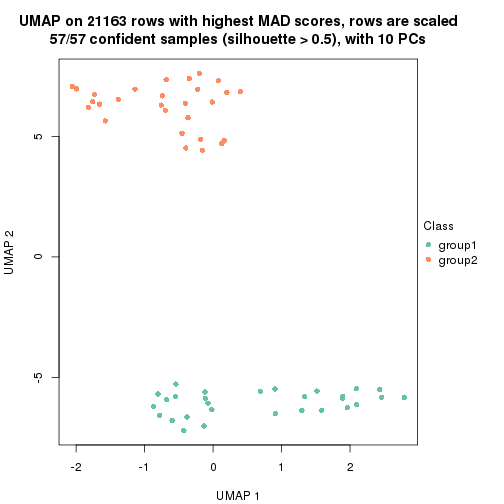 UMAP on 21163 rows with highest MAD scores, rows are scaled
57/57 confident samples (silhouette > 0.5), with 10 PCs
5
0
-5
UMAP 2
-2 -1 0 1 2
UMAP 1
Class
group1
group2